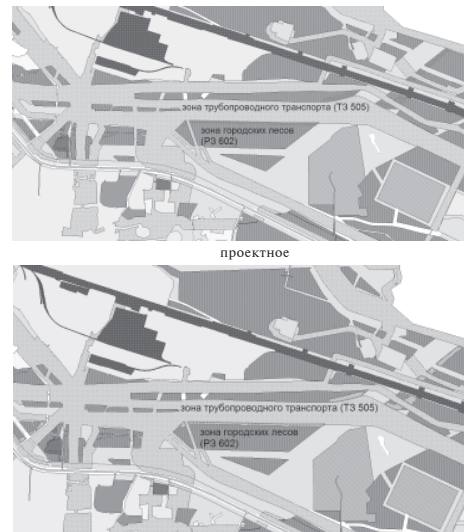 зона трубопроводного транспорта (ТЗ 505)
зона городских лесов
(РЗ 602)
проектное
зона трубопроводного транспорта (ТЗ 505)
зона городских лесов
(РЗ 602)